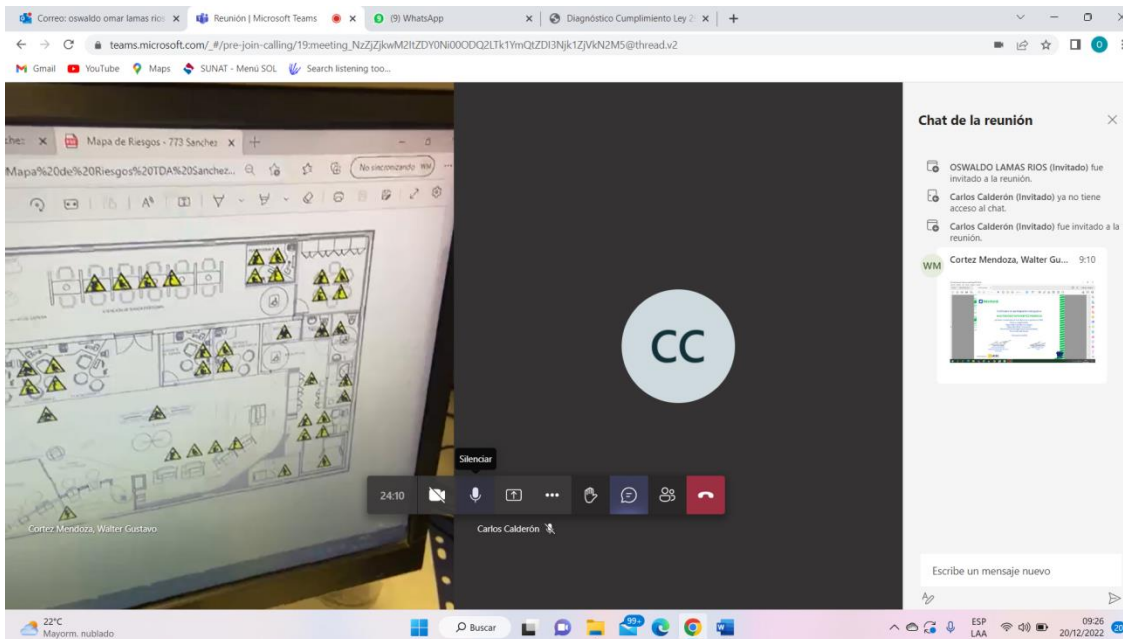 Correo: oswaldo omar lamas rios
Reunión | Microsoft Teams
(9) WhatsApp
Diagnóstico Cumplimiento Ley 2
teams.microsoft.com/_#/pre-join-calling/19:meeting_NzZjZjkwM2ItZDY0Ni00ODQ2LTk1YmQtZDI3Njk1ZjVkN2M5@thread.v2
Gmail
YouTube
Maps
SUNAT - Menú SOL
Search listening too...
Mapa de Riesgos - 773 Sanchez
Mapa%20de%20Riesgos%20TDA%20Sanchez...
No sincronizando
WM
CC
Silenciar
24:10
Cortez Mendoza, Walter Gustavo
Carlos Calderón
Chat de la reunión
OSWALDO LAMAS RIOS (Invitado) fue
invitado a la reunión.
Carlos Calderón (Invitado) ya no tiene
acceso al chat.
Carlos Calderón (Invitado) fue invitado a la
reunión.
WM
Cortez Mendoza, Walter Gu...
9:10
Escribe un mensaje nuevo
22°C
Mayorm. nublado
Buscar
99+
ESP
LAA
09:26
20/12/2022